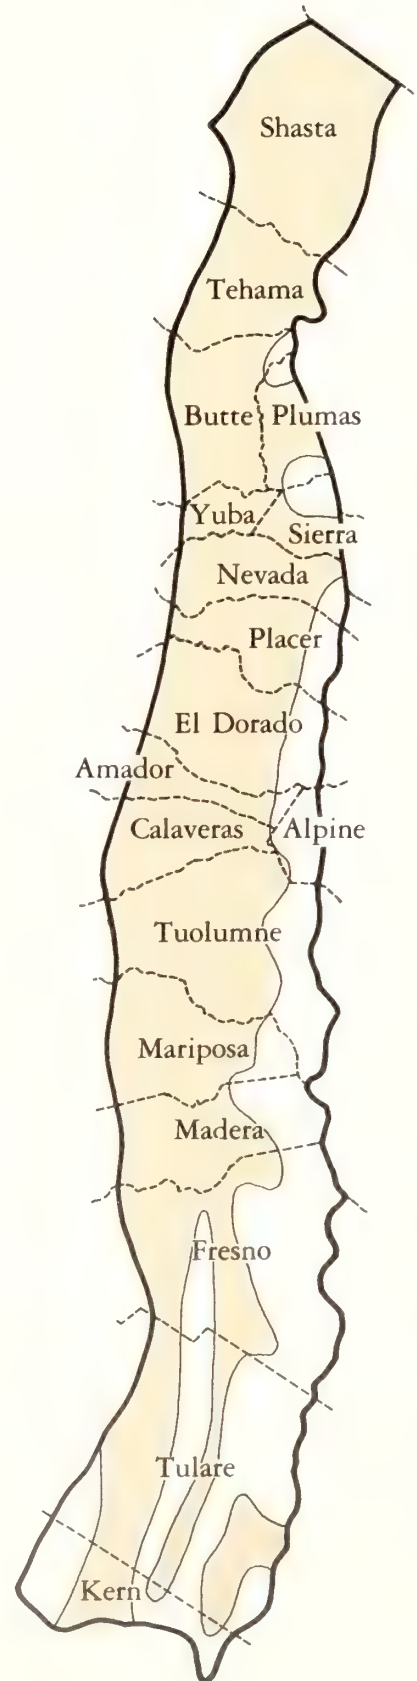 Shasta
Tehama
Butte Plumas
Yuba
Sierra
Nevada
Placer
El Dorado
Amador
Calaveras Alpine
Tuolumne
Mariposa
Madera
Fresno
Tulare
Kern